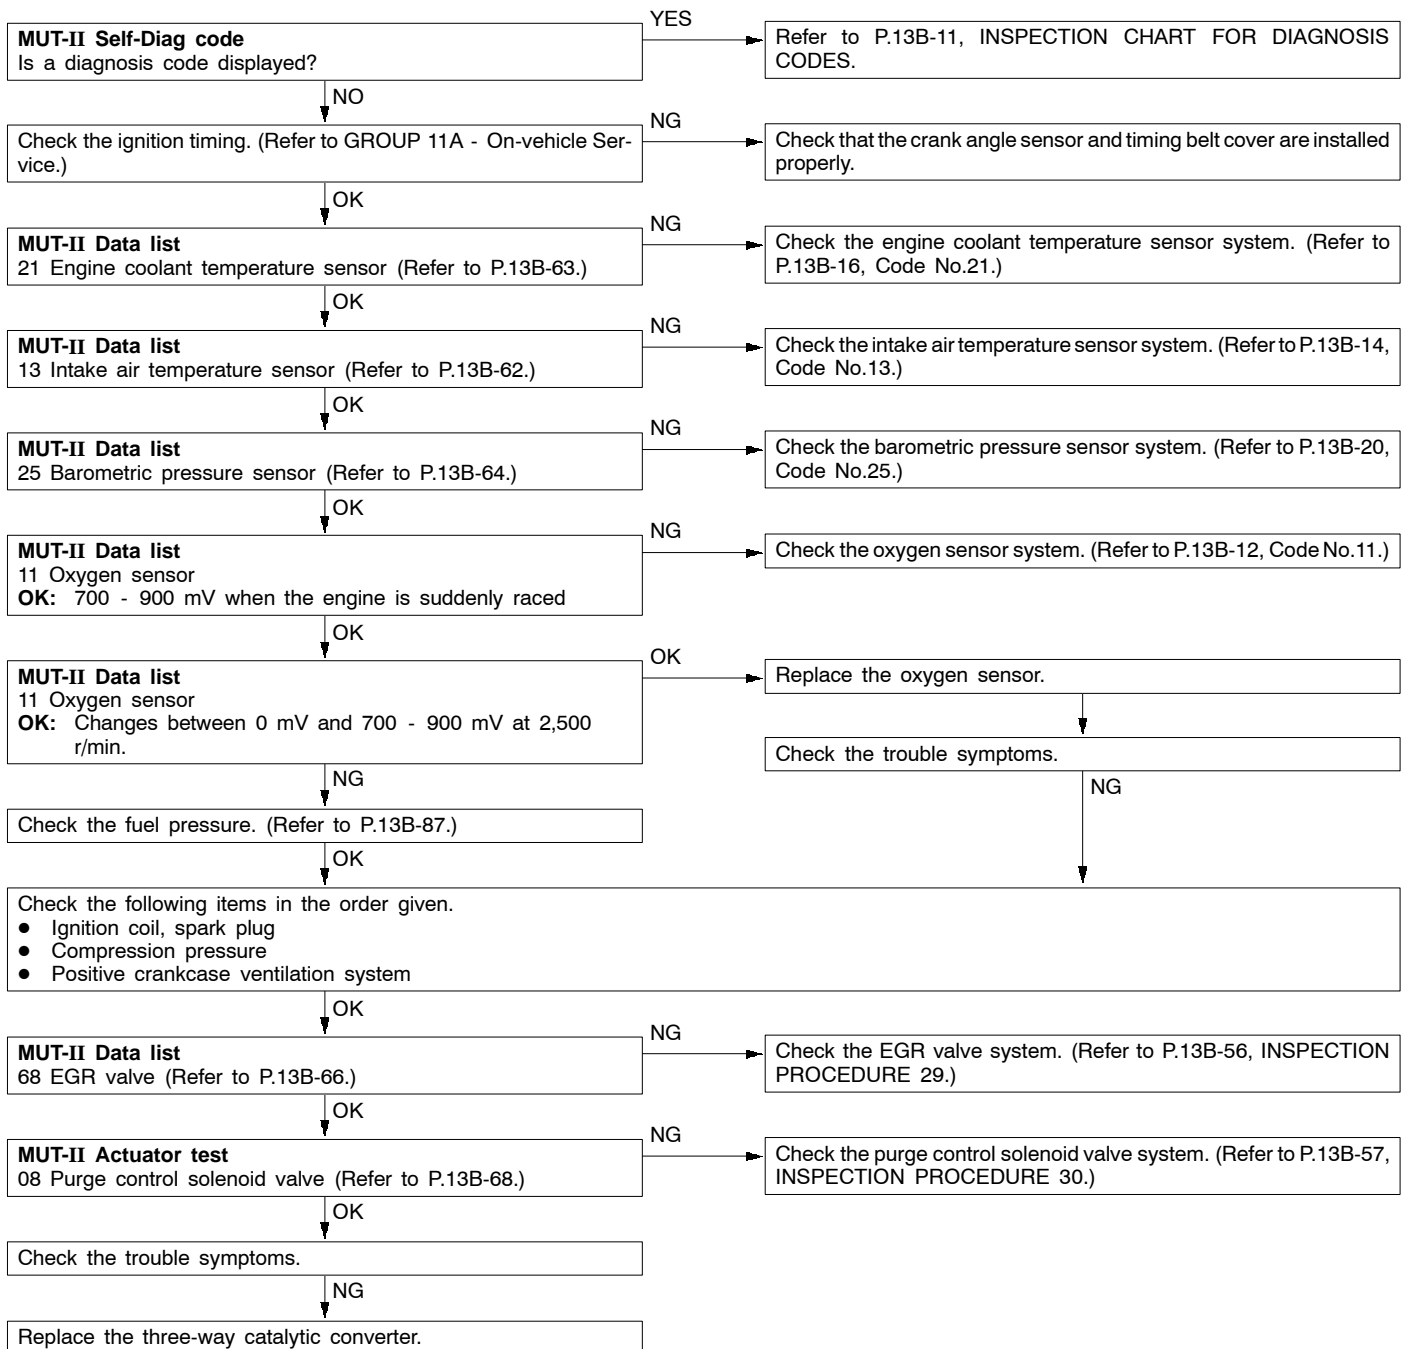 MUT-II Self-Diag code
Is a diagnosis code displayed?
YES
Refer to P.13B-11, INSPECTION CHART FOR DIAGNOSIS
CODES.
NO
Check the ignition timing. (Refer to GROUP 11A - On-vehicle Ser-
vice.)
NG
Check that the crank angle sensor and timing belt cover are installed
properly.
OK
MUT-II Data list
21 Engine coolant temperature sensor (Refer to P.13B-63.)
NG
Check the engine coolant temperature sensor system. (Refer to
P.13B-16, Code No.21.)
OK
MUT-II Data list
13 Intake air temperature sensor (Refer to P.13B-62.)
NG
Check the intake air temperature sensor system. (Refer to P.13B-14,
Code No.13.)
OK
MUT-II Data list
25 Barometric pressure sensor (Refer to P.13B-64.)
NG
Check the barometric pressure sensor system. (Refer to P.13B-20,
Code No.25.)
OK
MUT-II Data list
11 Oxygen sensor
OK: 700 - 900 mV when the engine is suddenly raced
NG
Check the oxygen sensor system. (Refer to P.13B-12, Code No.11.)
OK
MUT-II Data list
11 Oxygen sensor
OK: Changes between 0 mV and 700 - 900 mV at 2,500
r/min.
OK
Replace the oxygen sensor.
Check the trouble symptoms.
NG
NG
Check the fuel pressure. (Refer to P.13B-87.)
OK
Check the following items in the order given.
● Ignition coil, spark plug
● Compression pressure
● Positive crankcase ventilation system
OK
MUT-II Data list
68 EGR valve (Refer to P.13B-66.)
NG
Check the EGR valve system. (Refer to P.13B-56, INSPECTION
PROCEDURE 29.)
OK
MUT-II Actuator test
08 Purge control solenoid valve (Refer to P.13B-68.)
NG
Check the purge control solenoid valve system. (Refer to P.13B-57,
INSPECTION PROCEDURE 30.)
OK
Check the trouble symptoms.
NG
Replace the three-way catalytic converter.